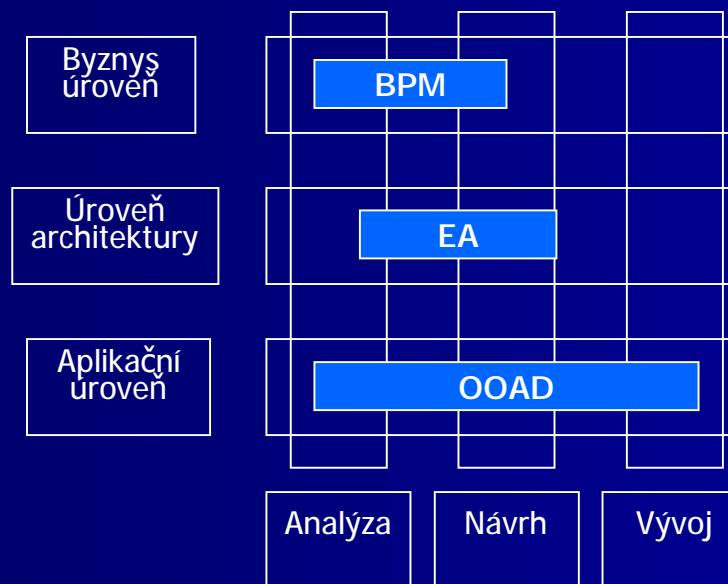 Byznys
úroveň
BPM
Úroveň
architektury
EA
Aplikační
úroveň
OOAD
Analýza
Návrh
Vývoj